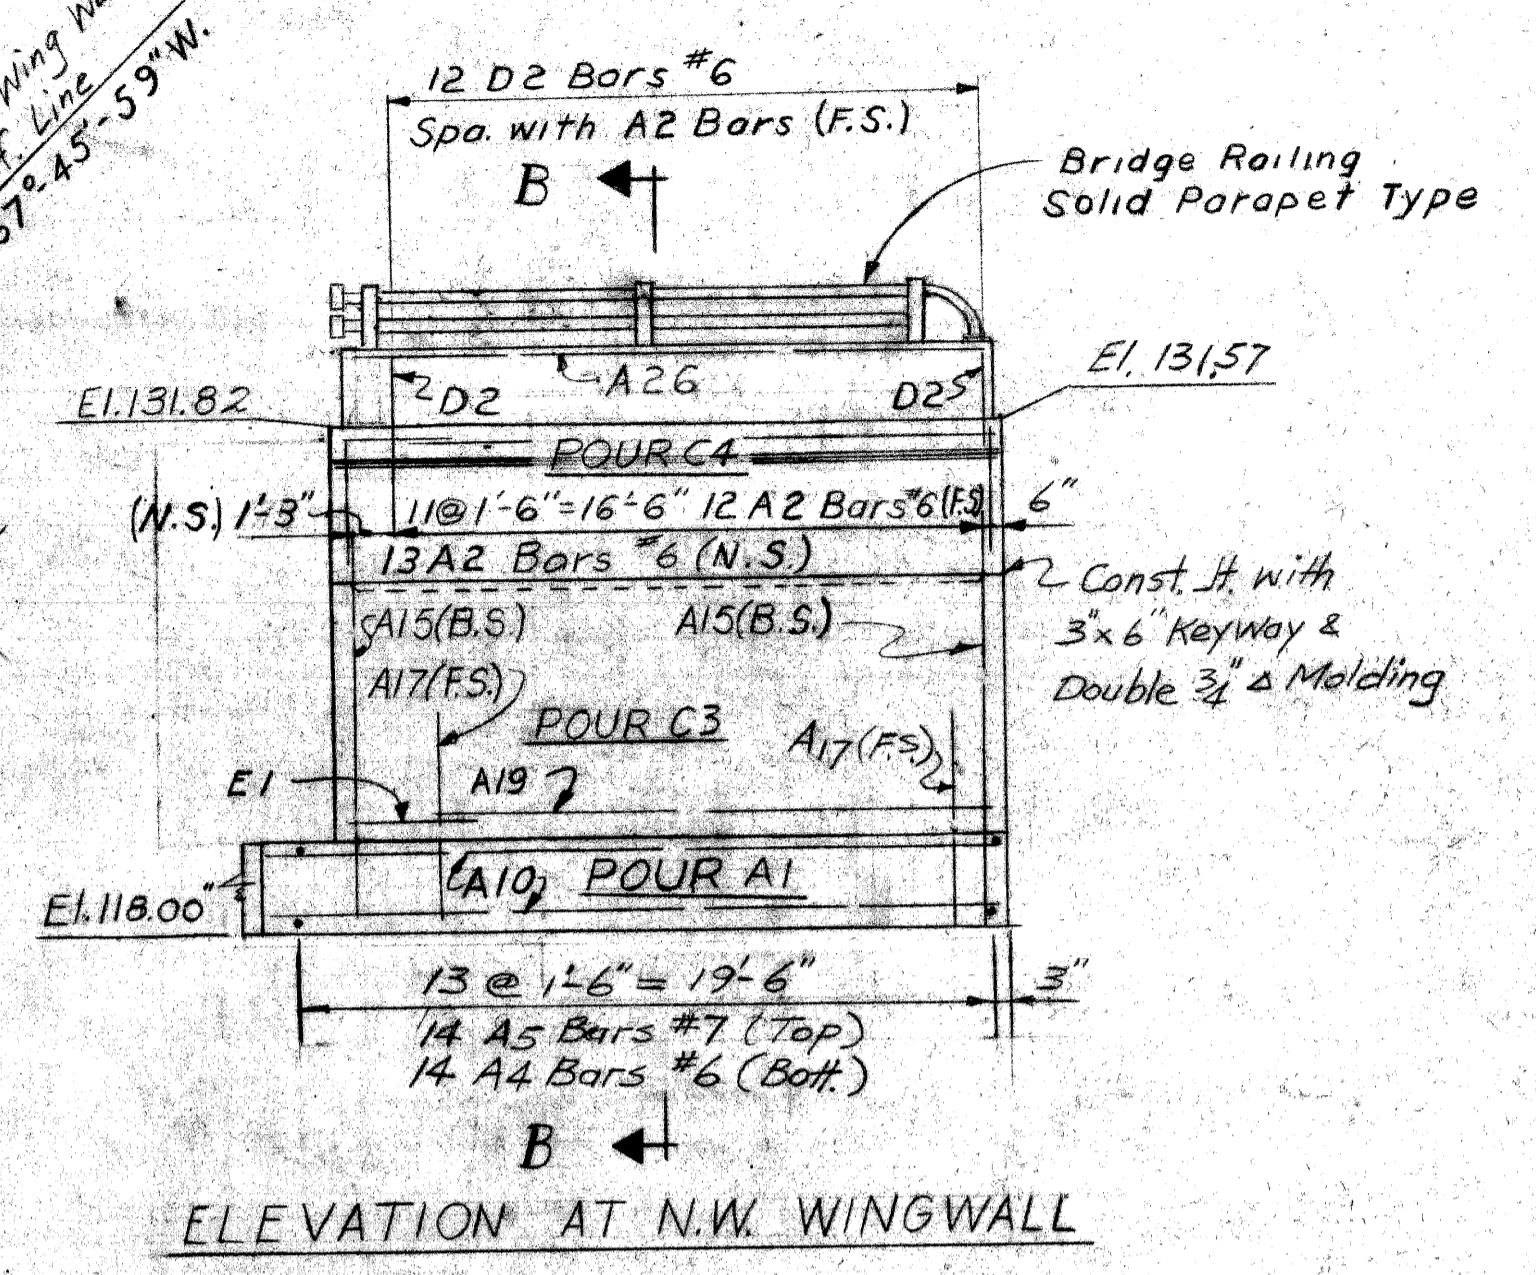 Wing
f. Line
67°-45'-59" W.
12 D2 Bars #6
Spa. with A2 Bars (F.S.)
B
Bridge Railing
Solid Parapet Type
El. 131.57
A26
D2
D2
El. 131.82
POUR C4
(N.S.) 1'-3"
11@1'-6"=16'-6" 12 A2 Bars #6 (F.S)
6"
13 A2 Bars #6 (N.S.)
Const. Jt. with
3"x6" Keyway &
Double 3/4" Δ Molding
A15(B.S.)
A15(B.S.)
A17(F.S.)
POUR C3
A17(F.S.)
E1
A19
A10
POUR A1
El. 118.00"
13 @ 1'-6" = 19'-6"
3"
14 A5 Bars #7 (Top)
14 A4 Bars #6 (Bott.)
B
ELEVATION AT N.W. WINGWALL